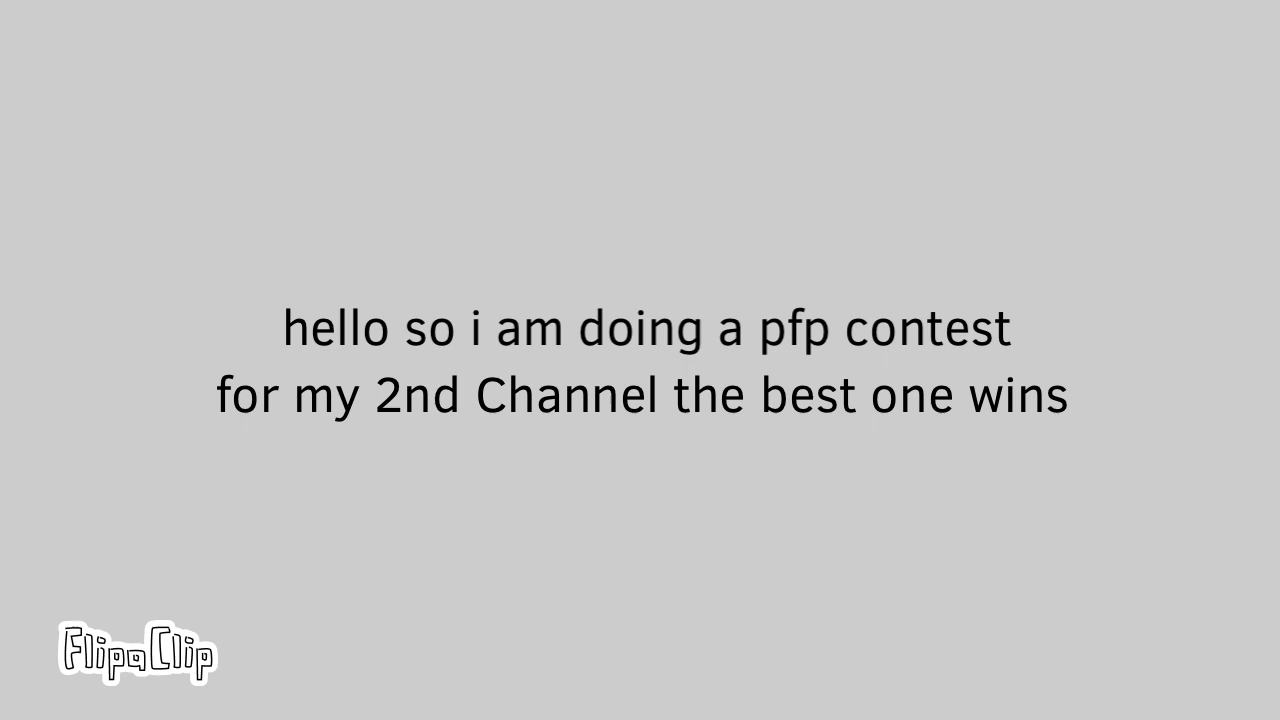 hello so i am doing a pfp contest
for my 2nd Channel the best one wins
FlipaClip